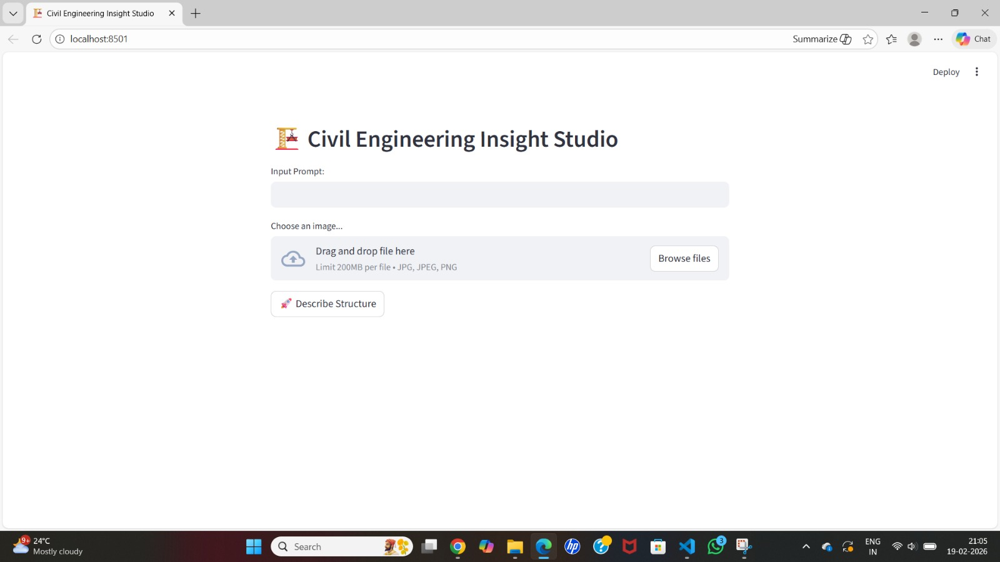 Civil Engineering Insight Studio
localhost:8501
Summarize
Chat
Deploy
Civil Engineering Insight Studio
Input Prompt:
Choose an image...
Drag and drop file here
Limit 200MB per file • JPG, JPEG, PNG
Browse files
Describe Structure
9+
24°C
Mostly cloudy
Search
hp
3
ENG
IN
21:05
19-02-2026